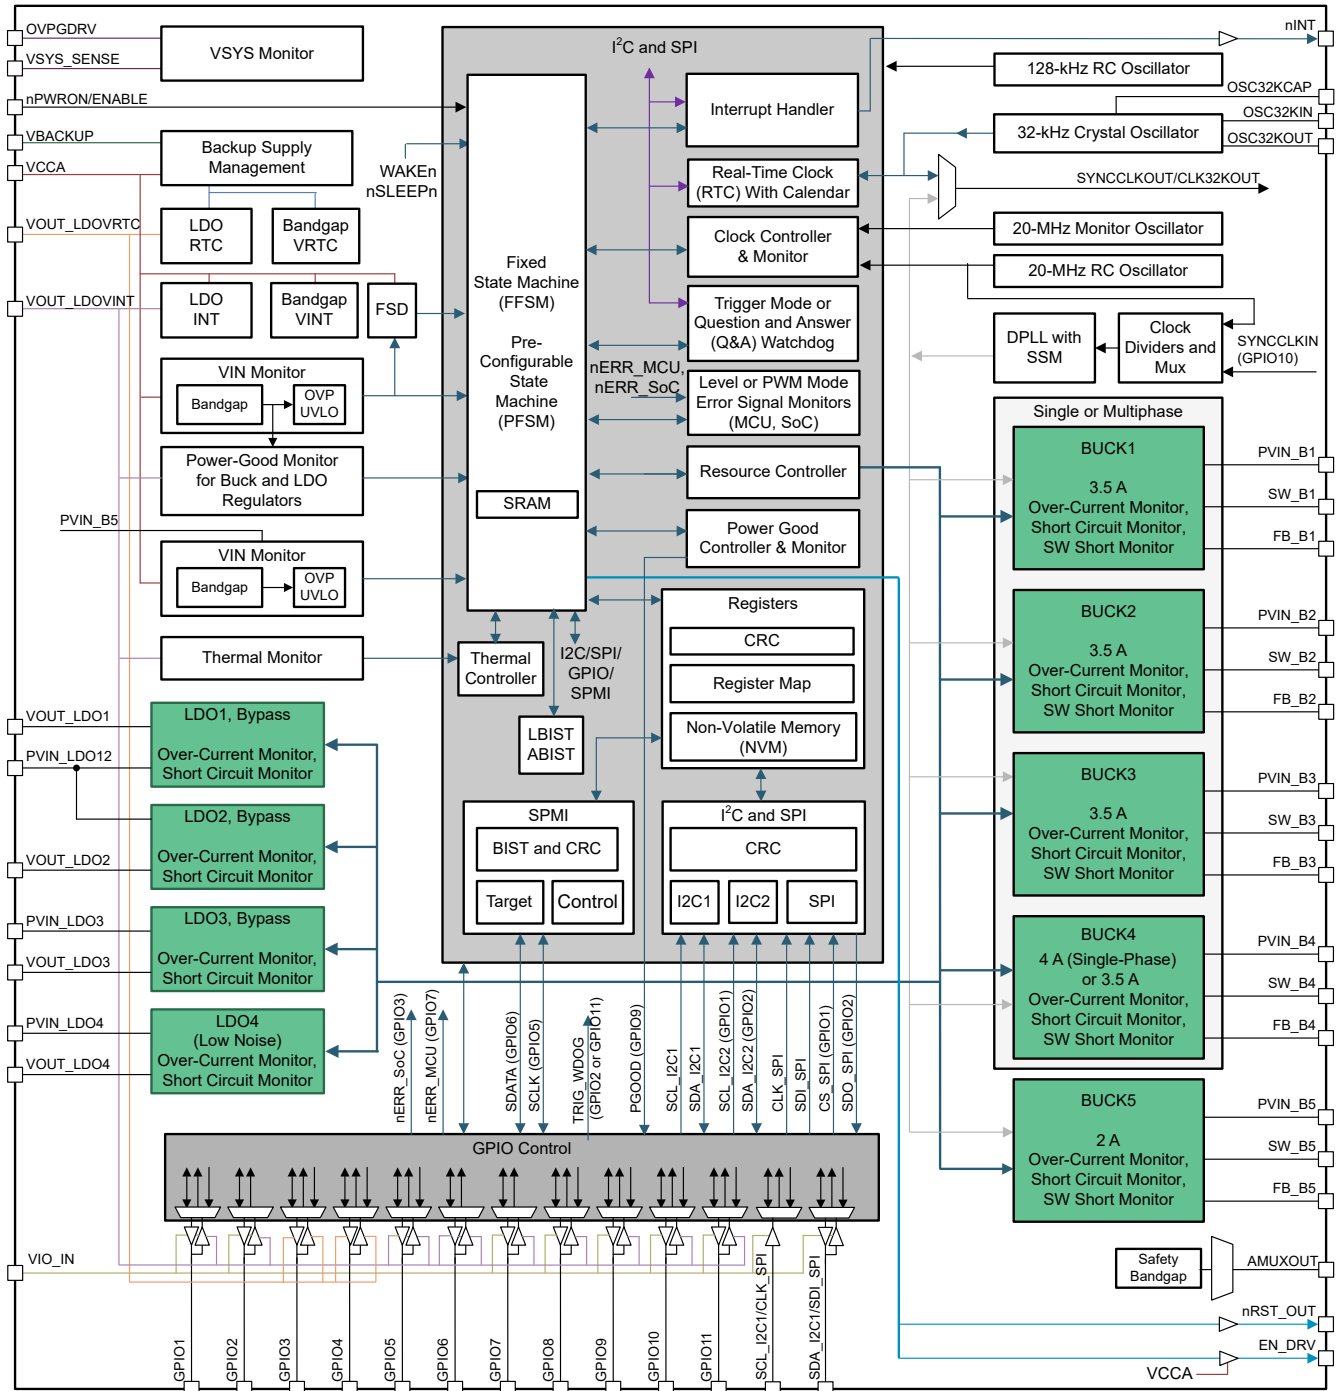 OVPGDRV
VSYS_SENSE
nPWRON/ENABLE
VBACKUP
VCCA
VOUT_LDOVRTC
VOUT_LDOVINT
VSYS Monitor
Backup Supply
Management
LDO
RTC
Bandgap
VRTC
LDO
INT
Bandgap
VINT
FSD
VIN Monitor
Bandgap
OVP
UVLO
Power-Good Monitor
for Buck and LDO
Regulators
PVIN_B5
VIN Monitor
Bandgap
OVP
UVLO
Thermal Monitor
VOUT_LDO1
PVIN_LDO12
VOUT_LDO2
PVIN_LDO3
VOUT_LDO3
PVIN_LDO4
VOUT_LDO4
LDO1, Bypass
Over-Current Monitor,
Short Circuit Monitor
LDO2, Bypass
Over-Current Monitor,
Short Circuit Monitor
LDO3, Bypass
Over-Current Monitor,
Short Circuit Monitor
LDO4
(Low Noise)
Over-Current Monitor,
Short Circuit Monitor
I2C and SPI
WAKEn
nSLEEPn
Fixed
State Machine
(FFSM)
Pre-
Configurable
State
Machine
(PFSM)
SRAM
Interrupt Handler
Real-Time Clock
(RTC) With Calendar
Clock Controller
& Monitor
Trigger Mode or
Question and Answer
(Q&A) Watchdog
nERR_MCU,
nERR_SoC
Level or PWM Mode
Error Signal Monitors
(MCU, SoC)
Resource Controller
Power Good
Controller & Monitor
Thermal
Controller
I2C/SPI/
GPIO/
SPMI
LBIST
ABIST
Registers
CRC
Register Map
Non-Volatile Memory
(NVM)
SPMI
BIST and CRC
Target
Control
I2C and SPI
CRC
I2C1
I2C2
SPI
nINT
128-kHz RC Oscillator
OSC32KCAP
OSC32KIN
OSC32KOUT
32-kHz Crystal Oscillator
SYNCCLKOUT/CLK32KOUT
20-MHz Monitor Oscillator
20-MHz RC Oscillator
DPLL with
SSM
Clock
Dividers and
Mux
SYNCCLKIN
(GPIO10)
Single or Multiphase
BUCK1
3.5 A
Over-Current Monitor,
Short Circuit Monitor,
SW Short Monitor
PVIN_B1
SW_B1
FB_B1
BUCK2
3.5 A
Over-Current Monitor,
Short Circuit Monitor,
SW Short Monitor
PVIN_B2
SW_B2
FB_B2
BUCK3
3.5 A
Over-Current Monitor,
Short Circuit Monitor,
SW Short Monitor
PVIN_B3
SW_B3
FB_B3
BUCK4
4 A (Single-Phase)
or 3.5 A
Over-Current Monitor,
Short Circuit Monitor,
SW Short Monitor
PVIN_B4
SW_B4
FB_B4
BUCK5
2 A
Over-Current Monitor,
Short Circuit Monitor,
SW Short Monitor
PVIN_B5
SW_B5
FB_B5
nERR_SoC (GPIO3)
nERR_MCU (GPIO7)
SDATA (GPIO6)
SCLK (GPIO5)
TRIG_WDOG
(GPIO2 or GPIO11)
PGOOD (GPIO9)
SCL_I2C1
SDA_I2C1
SCL_I2C2 (GPIO1)
SDA_I2C2 (GPIO2)
CLK_SPI
SDI_SPI
CS_SPI (GPIO1)
SDO_SPI (GPIO2)
GPIO Control
VIO_IN
GPIO1
GPIO2
GPIO3
GPIO4
GPIO5
GPIO6
GPIO7
GPIO8
GPIO9
GPIO10
GPIO11
SCL_I2C1/CLK_SPI
SDA_I2C1/SDI_SPI
Safety
Bandgap
AMUXOUT
nRST_OUT
EN_DRV
VCCA